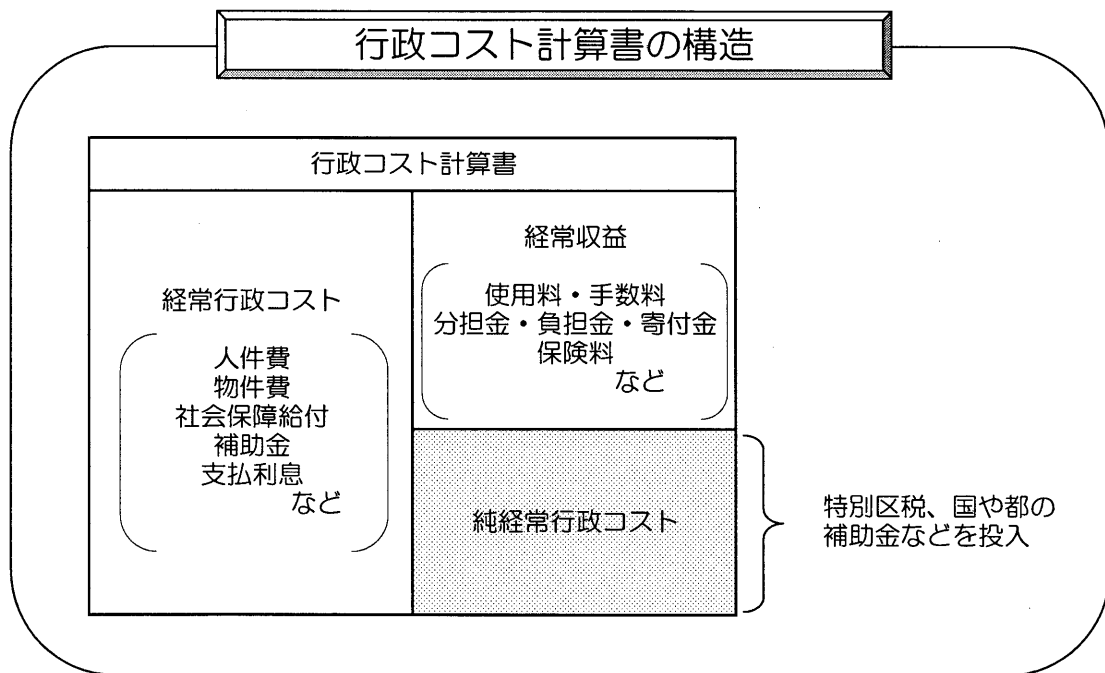 行政コスト計算書の構造
行政コスト計算書
経常行政コスト
人件費
物件費
社会保障給付
補助金
支払利息
など
経常収益
使用料・手数料
分担金・負担金・寄付金
保険料
など
純経常行政コスト
特別区税、国や都の
補助金などを投入